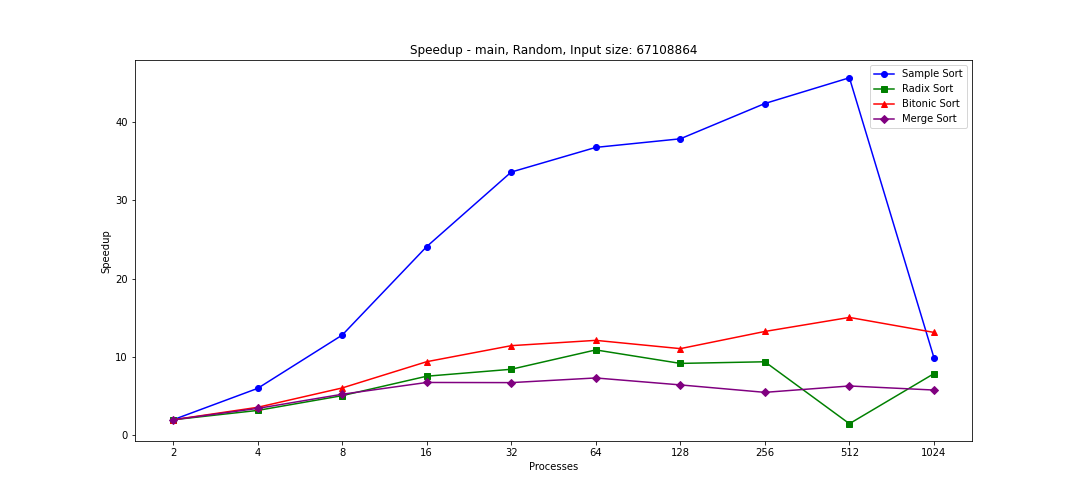 Speedup - main, Random, Input size: 67108864
Sample Sort
Radix Sort
Bitonic Sort
Merge Sort
Speedup
40
30
20
10
0
2 4 8 16 32 64 128 256 512 1024
Processes